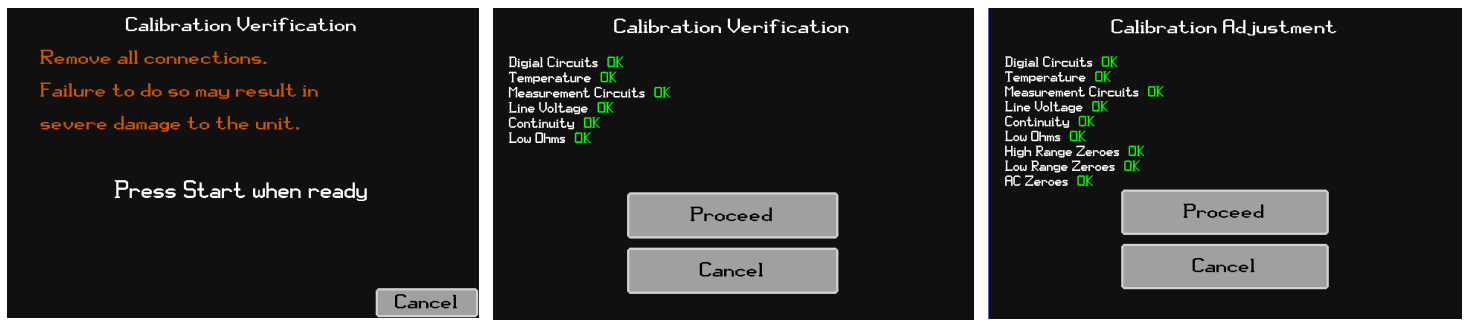 Calibration Verification
Remove all connections.
Failure to do so may result in
severe damage to the unit.
Press Start when ready
Cancel
Calibration Verification
Digial Circuits OK
Temperature OK
Measurement Circuits OK
Line Voltage OK
Continuity OK
Low Ohms OK
Proceed
Cancel
Calibration Adjustment
Digial Circuits OK
Temperature OK
Measurement Circuits OK
Line Voltage OK
Continuity OK
Low Ohms OK
High Range Zeroes OK
Low Range Zeroes OK
AC Zeroes OK
Proceed
Cancel